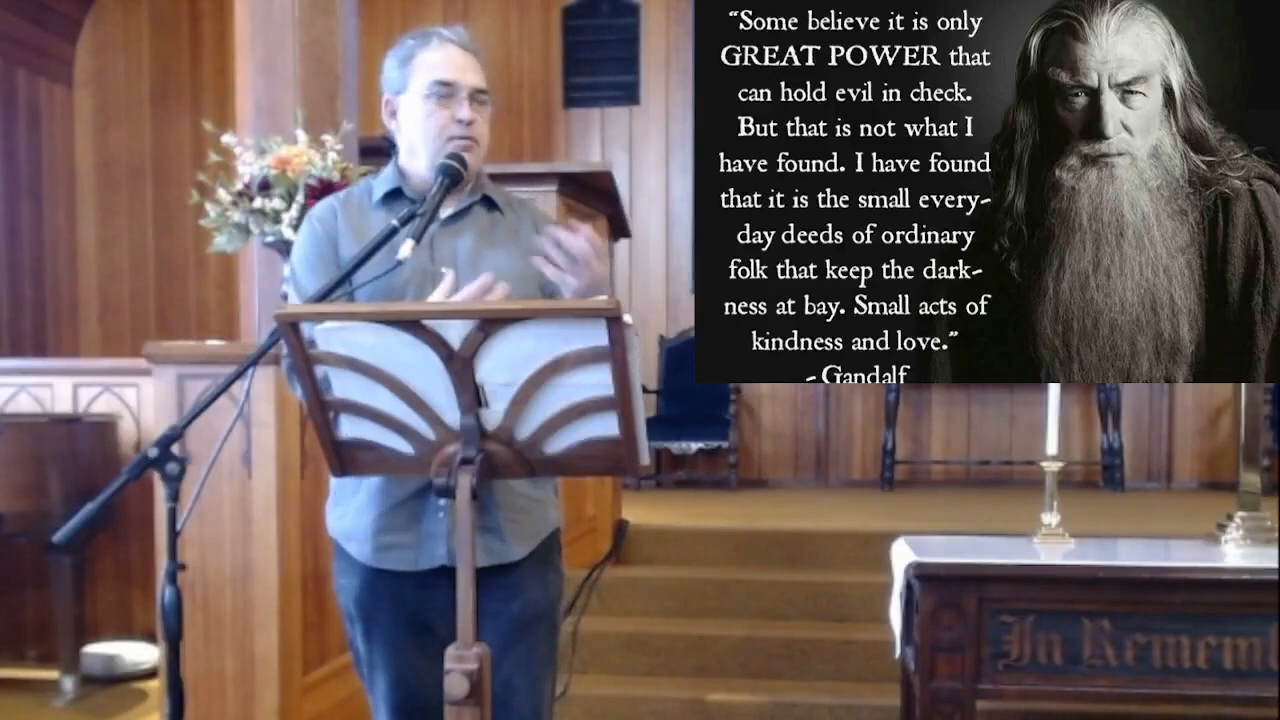 “Some believe it is only
GREAT POWER that
can hold evil in check.
But that is not what I
have found. I have found
that it is the small every-
day deeds of ordinary
folk that keep the dark-
ness at bay. Small acts of
kindness and love.”
- Gandalf
In Rememb